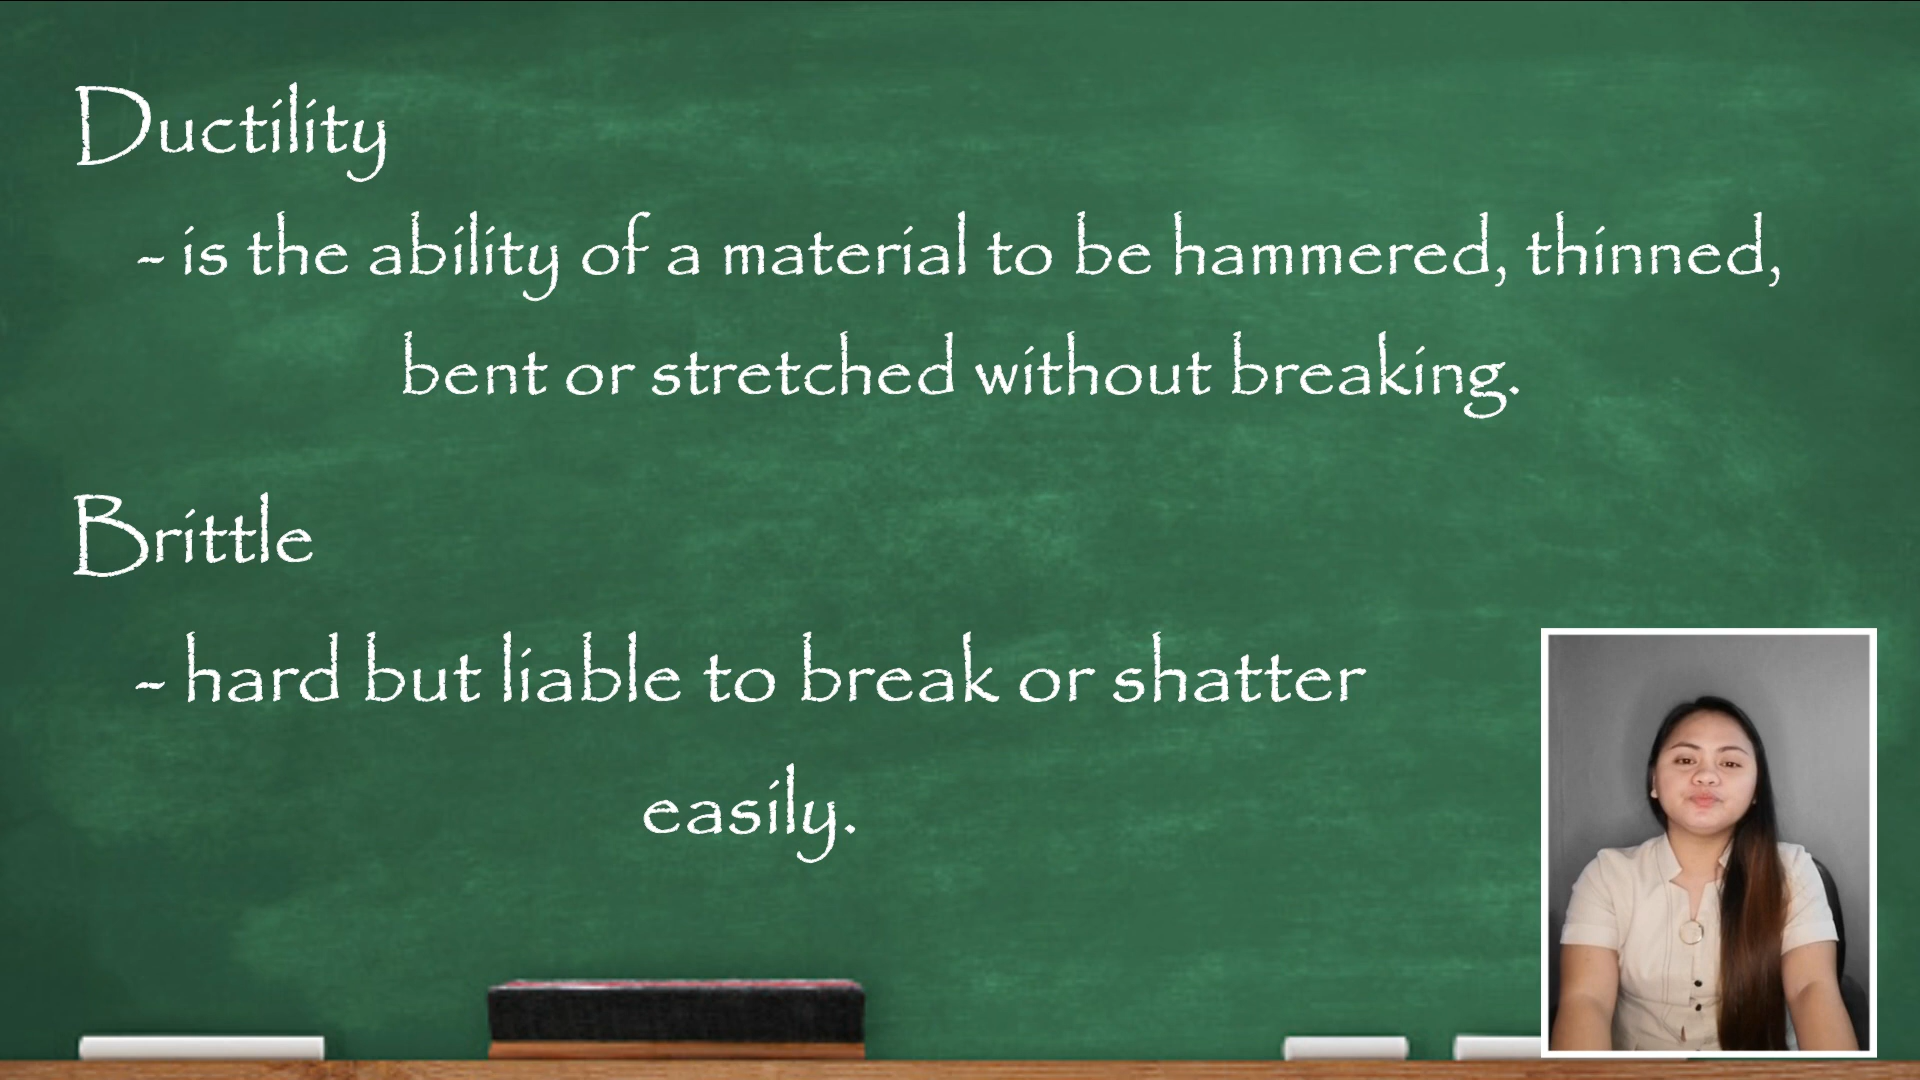 Ductility
- is the ability of a material to be hammered, thinned,
bent or stretched without breaking.
Brittle
- hard but liable to break or shatter
easily.